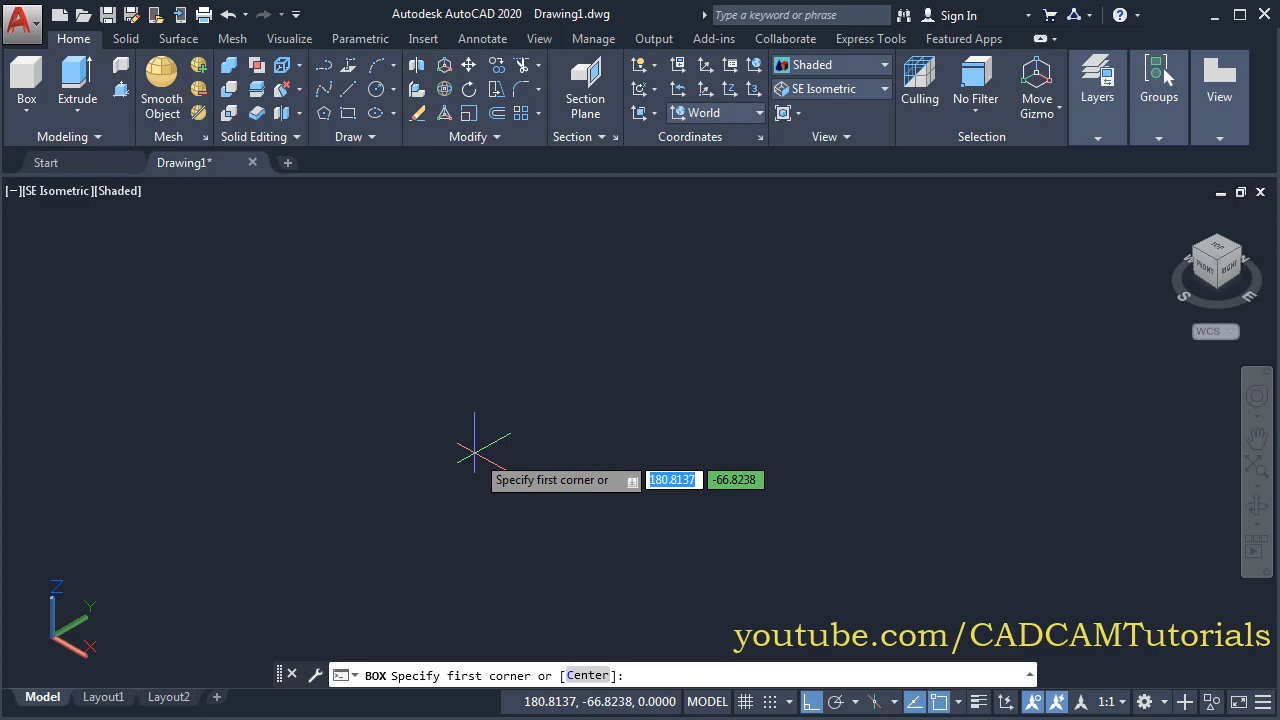 Autodesk AutoCAD 2020 Drawing1.dwg
Type a keyword or phrase
Sign In
Home Solid Surface Mesh Visualize Parametric Insert Annotate View Manage Output Add-ins Collaborate Express Tools Featured Apps
Box
Extrude
Modeling
Smooth
Object
Mesh
Solid Editing
Draw
Modify
Section
Plane
Section
World
Coordinates
Shaded
SE Isometric
View
Culling
No Filter
Move
Gizmo
Selection
Layers
Groups
View
Start
Drawing1*
[−][SE Isometric][Shaded]
TOP
FRONT
RIGHT
W
N
S
E
WCS
Specify first corner or
180.8137
-66.8238
Z
Y
X
youtube.com/CADCAMTutorials
BOX Specify first corner or [Center]:
Model
Layout1
Layout2
180.8137, -66.8238, 0.0000
MODEL
1:1